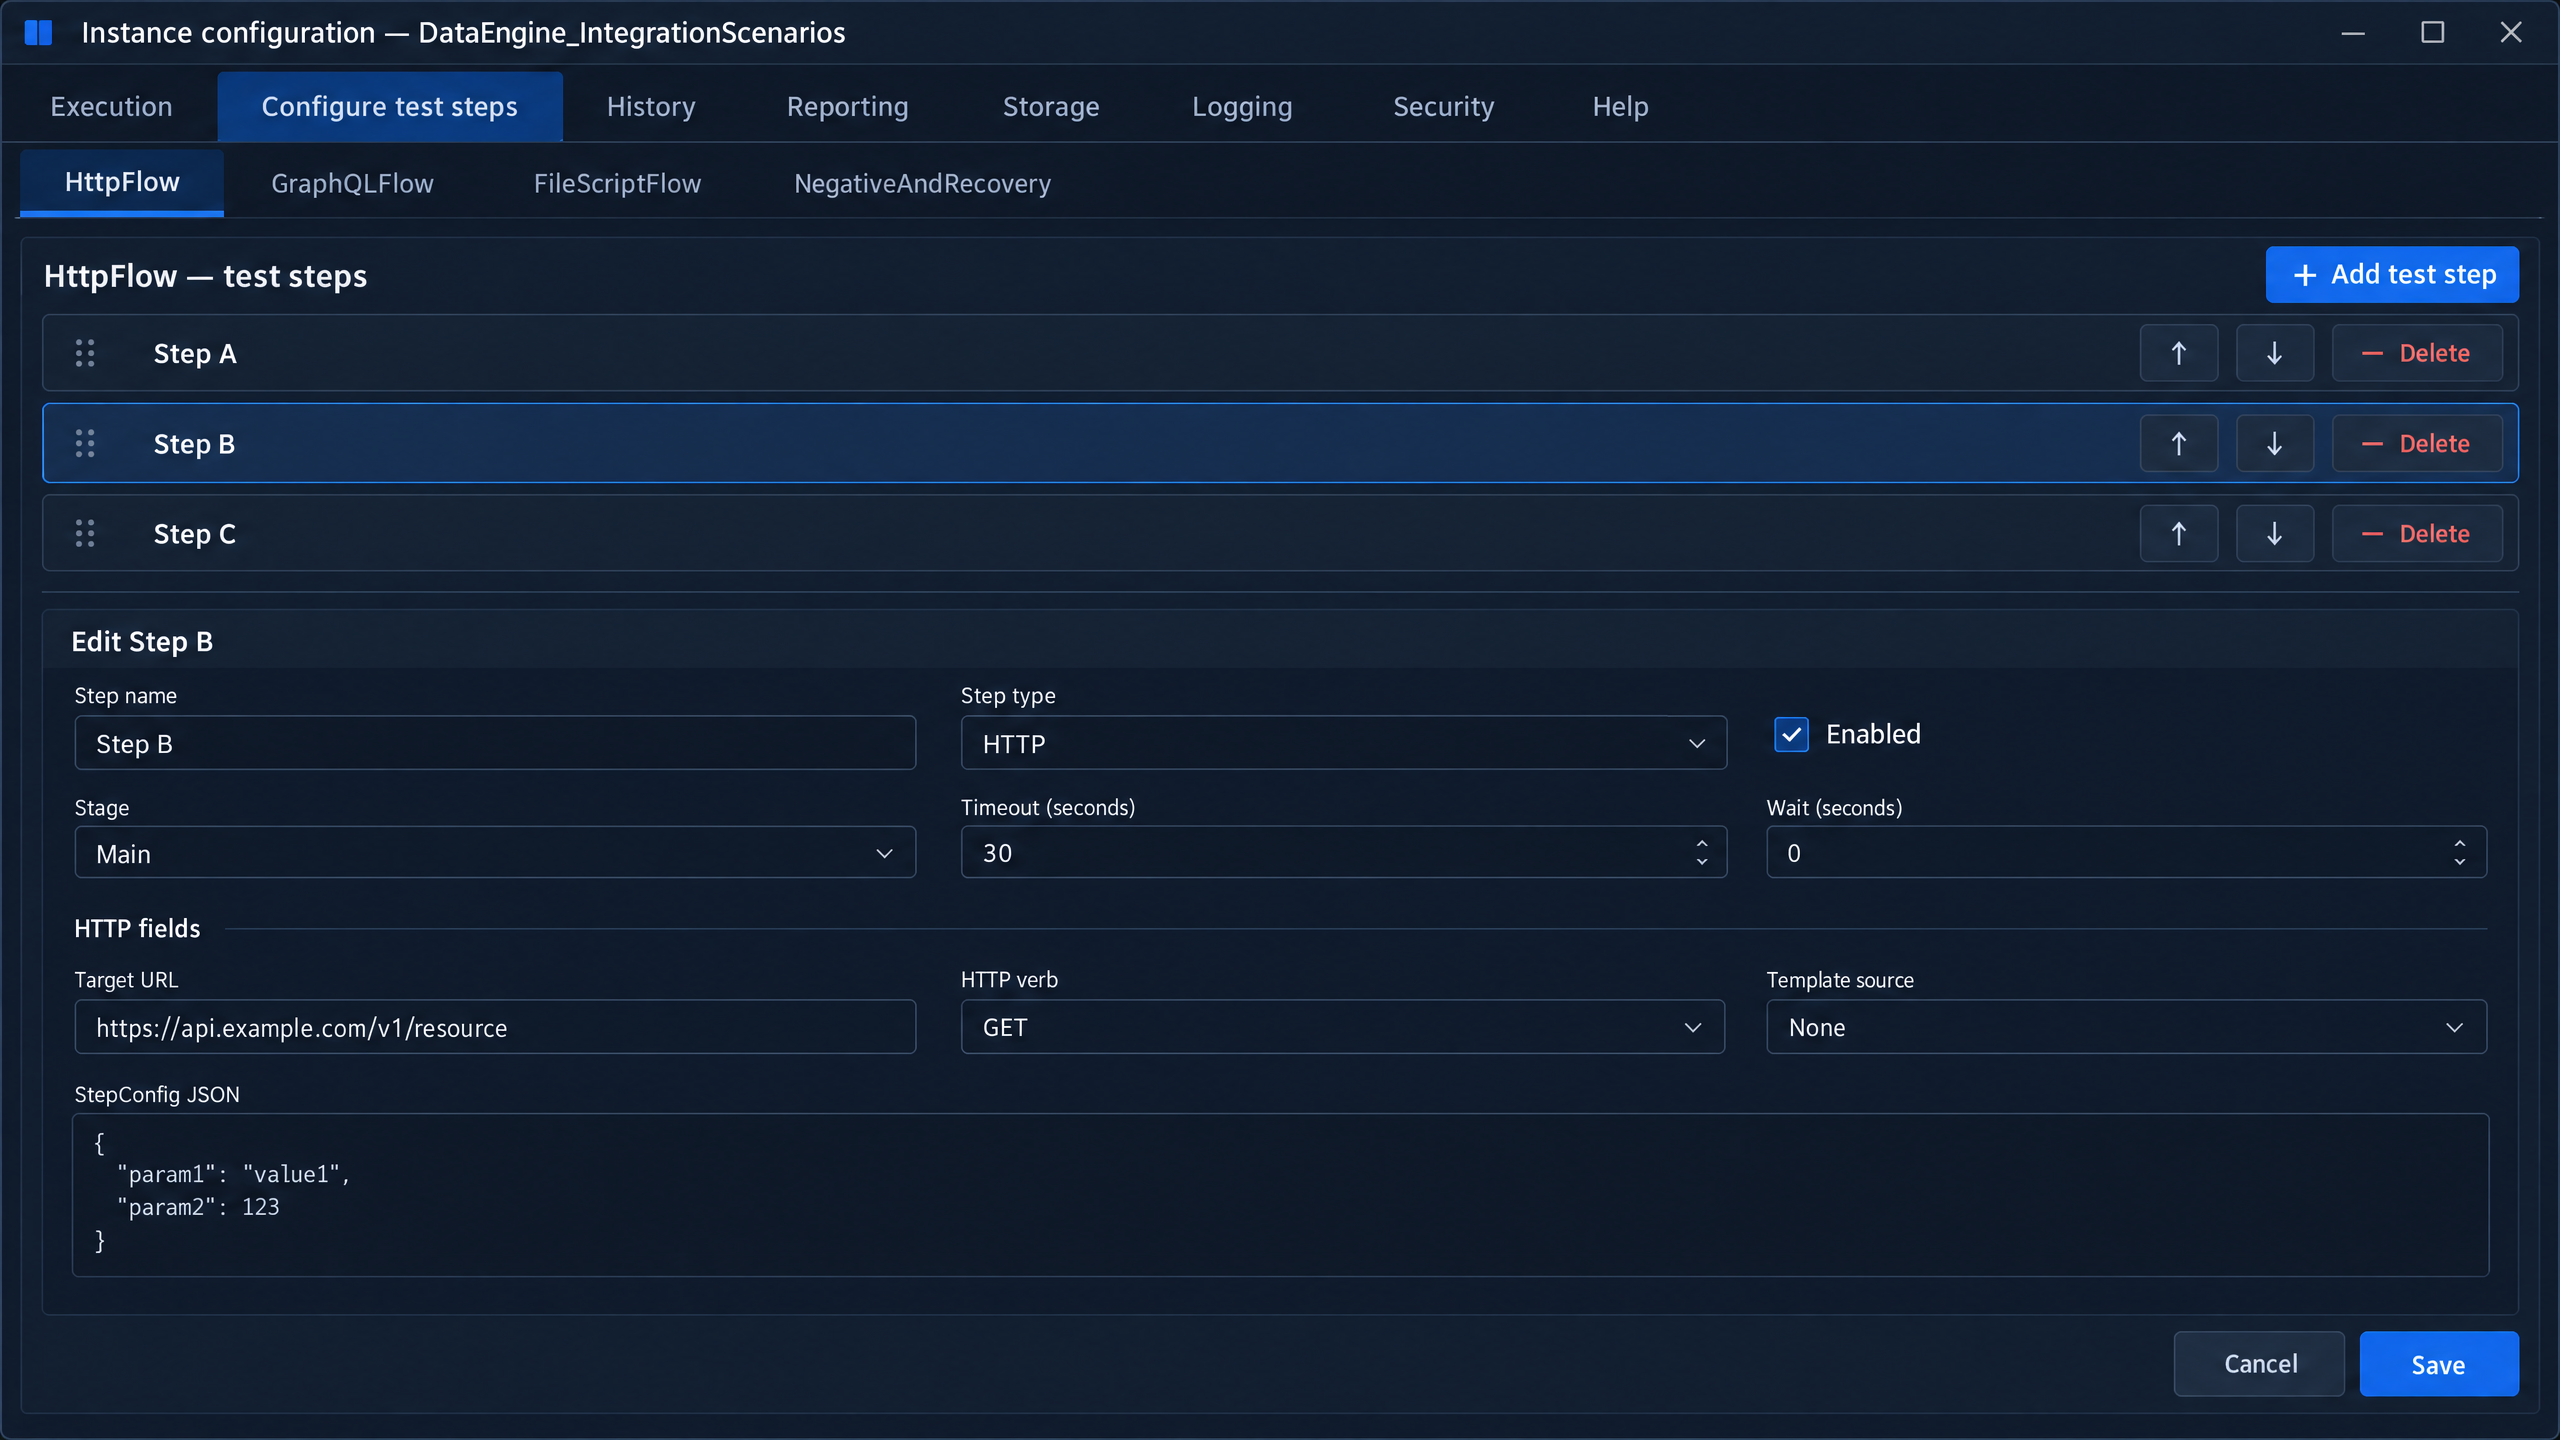 Instance configuration — DataEngine_IntegrationScenarios
Execution Configure test steps History Reporting Storage Logging Security Help
HttpFlow GraphQLFlow FileScriptFlow NegativeAndRecovery
HttpFlow — test steps
+ Add test step
Step A ↑ ↓ — Delete
Step B ↑ ↓ — Delete
Step C ↑ ↓ — Delete
Edit Step B
Step name Step type
Step B HTTP Enabled
Stage Timeout (seconds) Wait (seconds)
Main 30 0
HTTP fields
Target URL HTTP verb Template source
https://api.example.com/v1/resource GET None
StepConfig JSON
{
"param1": "value1",
"param2": 123
}
Cancel Save